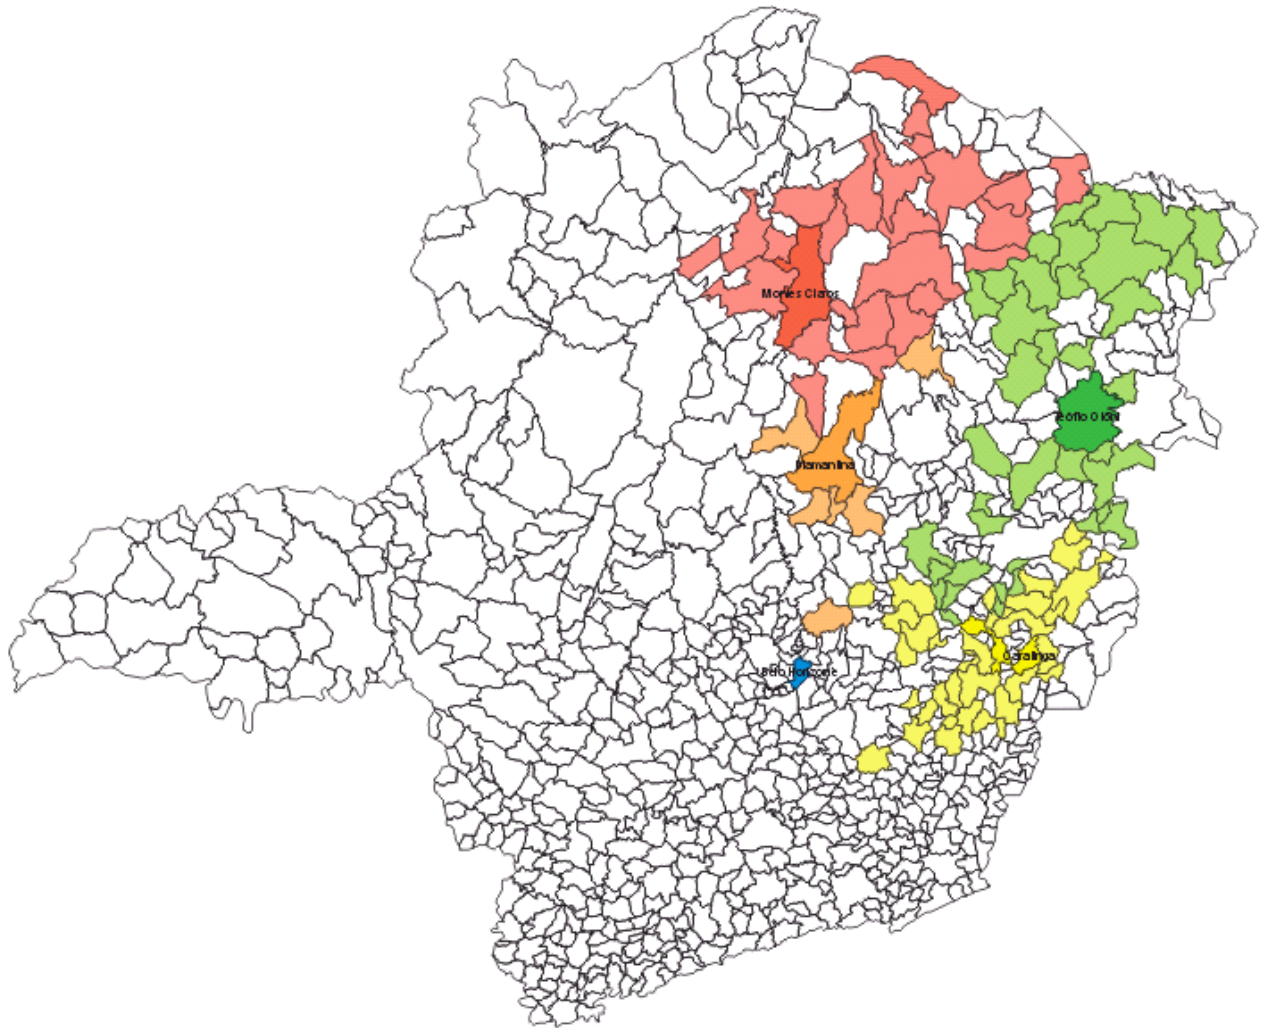 Montes Claros
Teófilo Otoni
Diamantina
Caratinga
Belo Horizonte